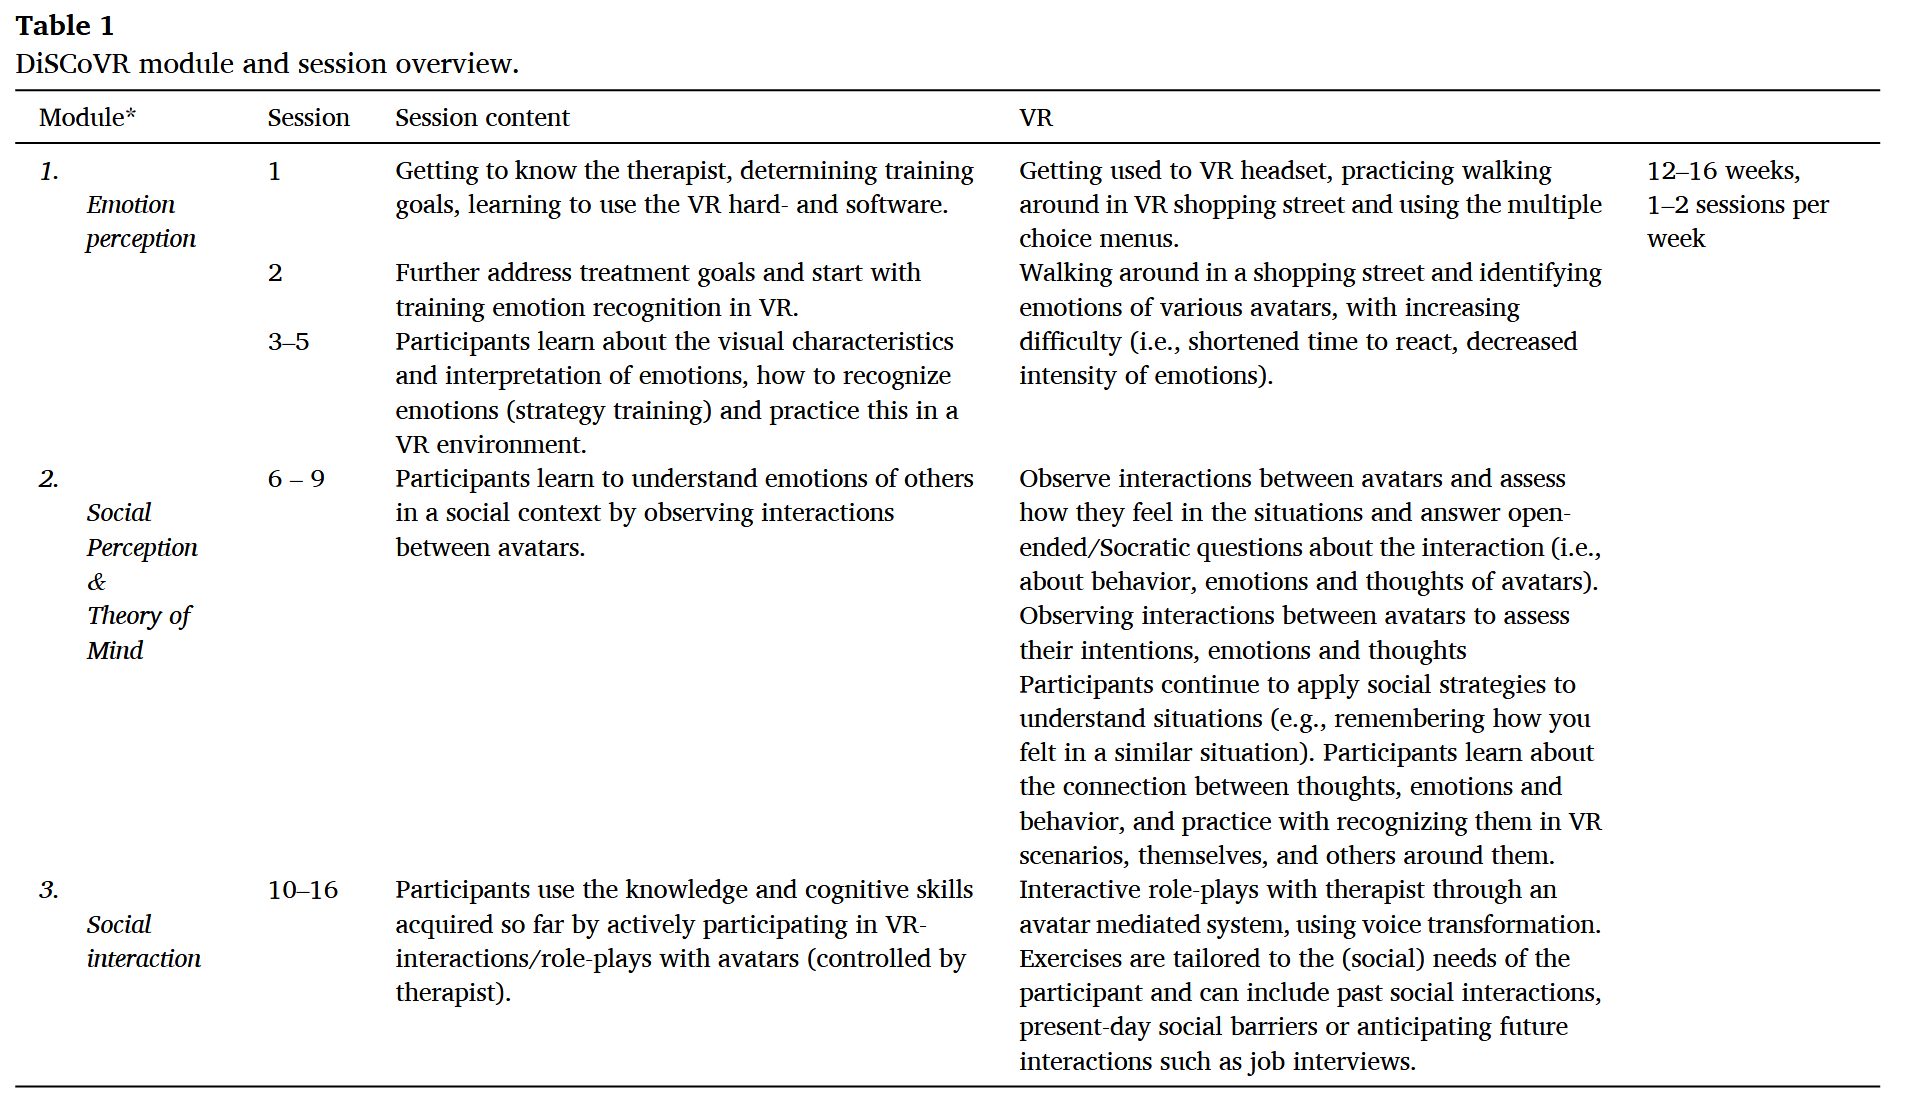 Table 1
DiSCoVR module and session overview.
Module* Session Session content VR
1. 1 Getting to know the therapist, determining training Getting used to VR headset, practicing walking 12–16 weeks,
Emotion goals, learning to use the VR hard- and software. around in VR shopping street and using the multiple 1–2 sessions per
perception choice menus. week
2 Further address treatment goals and start with Walking around in a shopping street and identifying
training emotion recognition in VR. emotions of various avatars, with increasing
3–5 Participants learn about the visual characteristics difficulty (i.e., shortened time to react, decreased
and interpretation of emotions, how to recognize intensity of emotions).
emotions (strategy training) and practice this in a
VR environment.
2. 6 – 9 Participants learn to understand emotions of others Observe interactions between avatars and assess
Social in a social context by observing interactions how they feel in the situations and answer open-
Perception between avatars. ended/Socratic questions about the interaction (i.e.,
& about behavior, emotions and thoughts of avatars).
Theory of Observing interactions between avatars to assess
Mind their intentions, emotions and thoughts
Participants continue to apply social strategies to
understand situations (e.g., remembering how you
felt in a similar situation). Participants learn about
the connection between thoughts, emotions and
behavior, and practice with recognizing them in VR
scenarios, themselves, and others around them.
3. 10–16 Participants use the knowledge and cognitive skills Interactive role-plays with therapist through an
Social acquired so far by actively participating in VR- avatar mediated system, using voice transformation.
interaction interactions/role-plays with avatars (controlled by Exercises are tailored to the (social) needs of the
therapist). participant and can include past social interactions,
present-day social barriers or anticipating future
interactions such as job interviews.